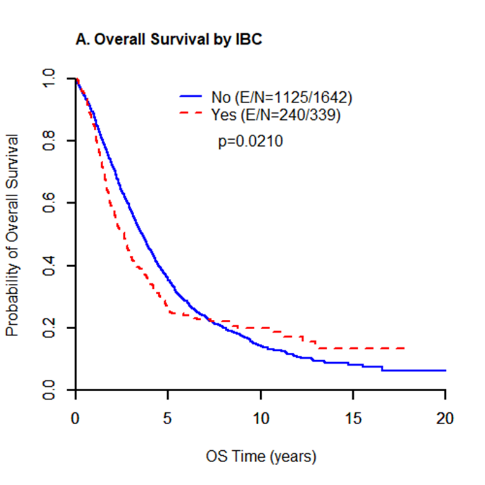 A. Overall Survival by IBC
No (E/N=1125/1642)
Yes (E/N=240/339)
p=0.0210
Probability of Overall Survival
1.0
0.8
0.6
0.4
0.2
0.0
0 5 10 15 20
OS Time (years)